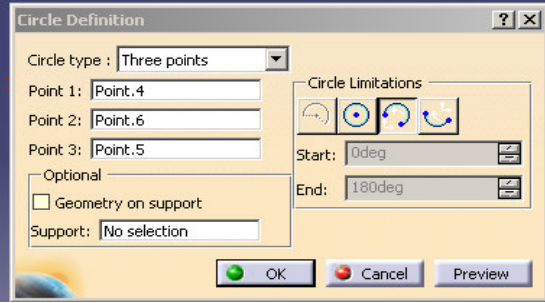 Circle Definition
Circle type : Three points
Point 1: Point.4
Point 2: Point.6
Point 3: Point.5
Optional
Geometry on support
Support: No selection
Circle Limitations
Start: 0deg
End: 180deg
OK Cancel Preview